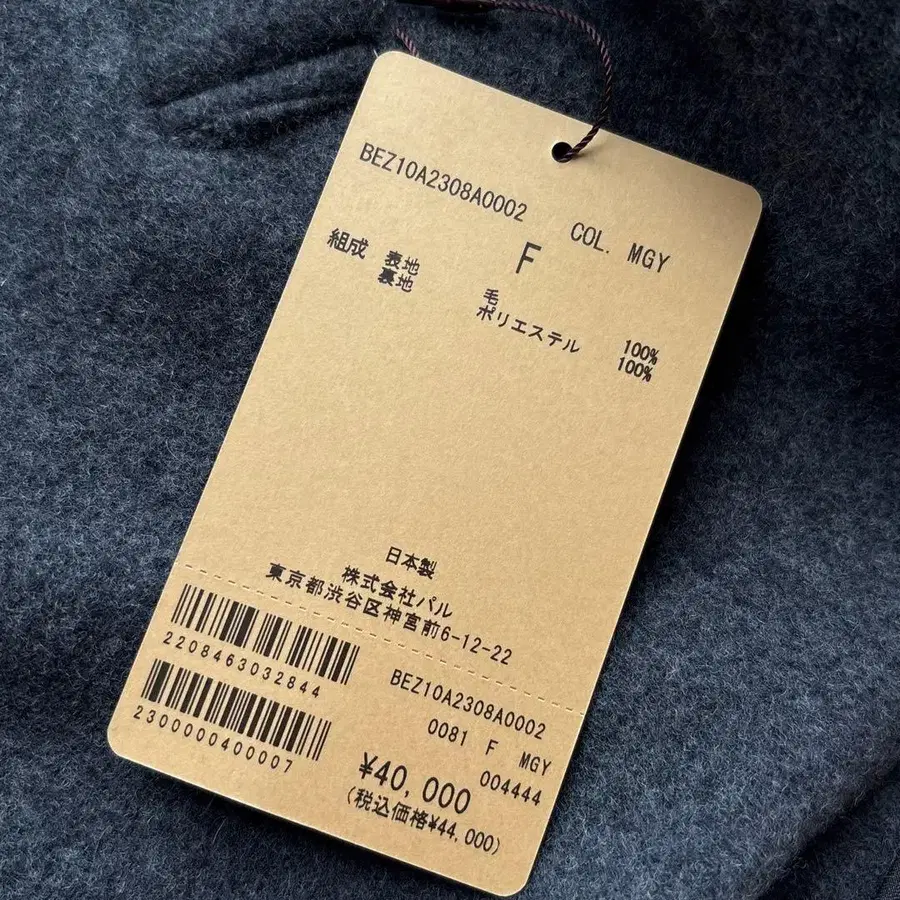 BEZ10A2308A0002
COL. MGY
F
組成 表地 毛 100%
裏地 ポリエステル 100%
日本製
株式会社パル
東京都渋谷区神宮前6-12-22
2208463032844
2300000400007
BEZ10A2308A0002
0081 F MGY
004444
¥40,000
(税込価格¥44,000)